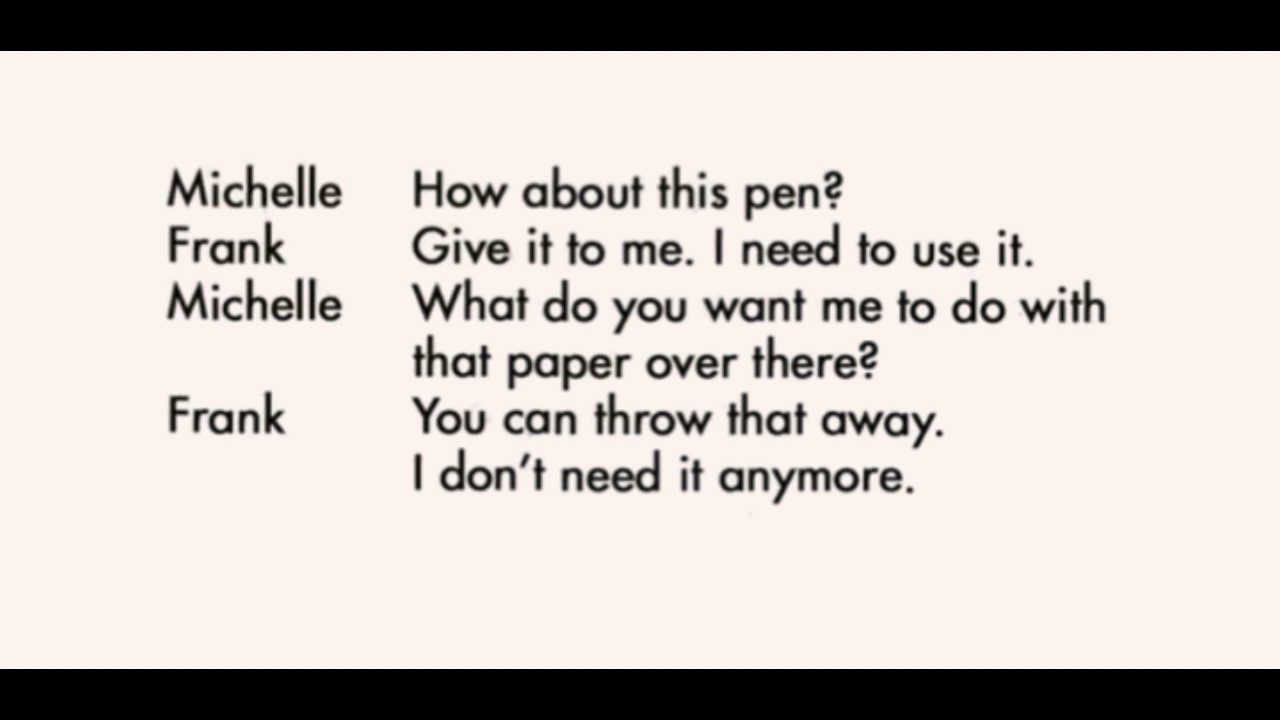 Michelle How about this pen?
Frank Give it to me. I need to use it.
Michelle What do you want me to do with
that paper over there?
Frank You can throw that away.
I don't need it anymore.